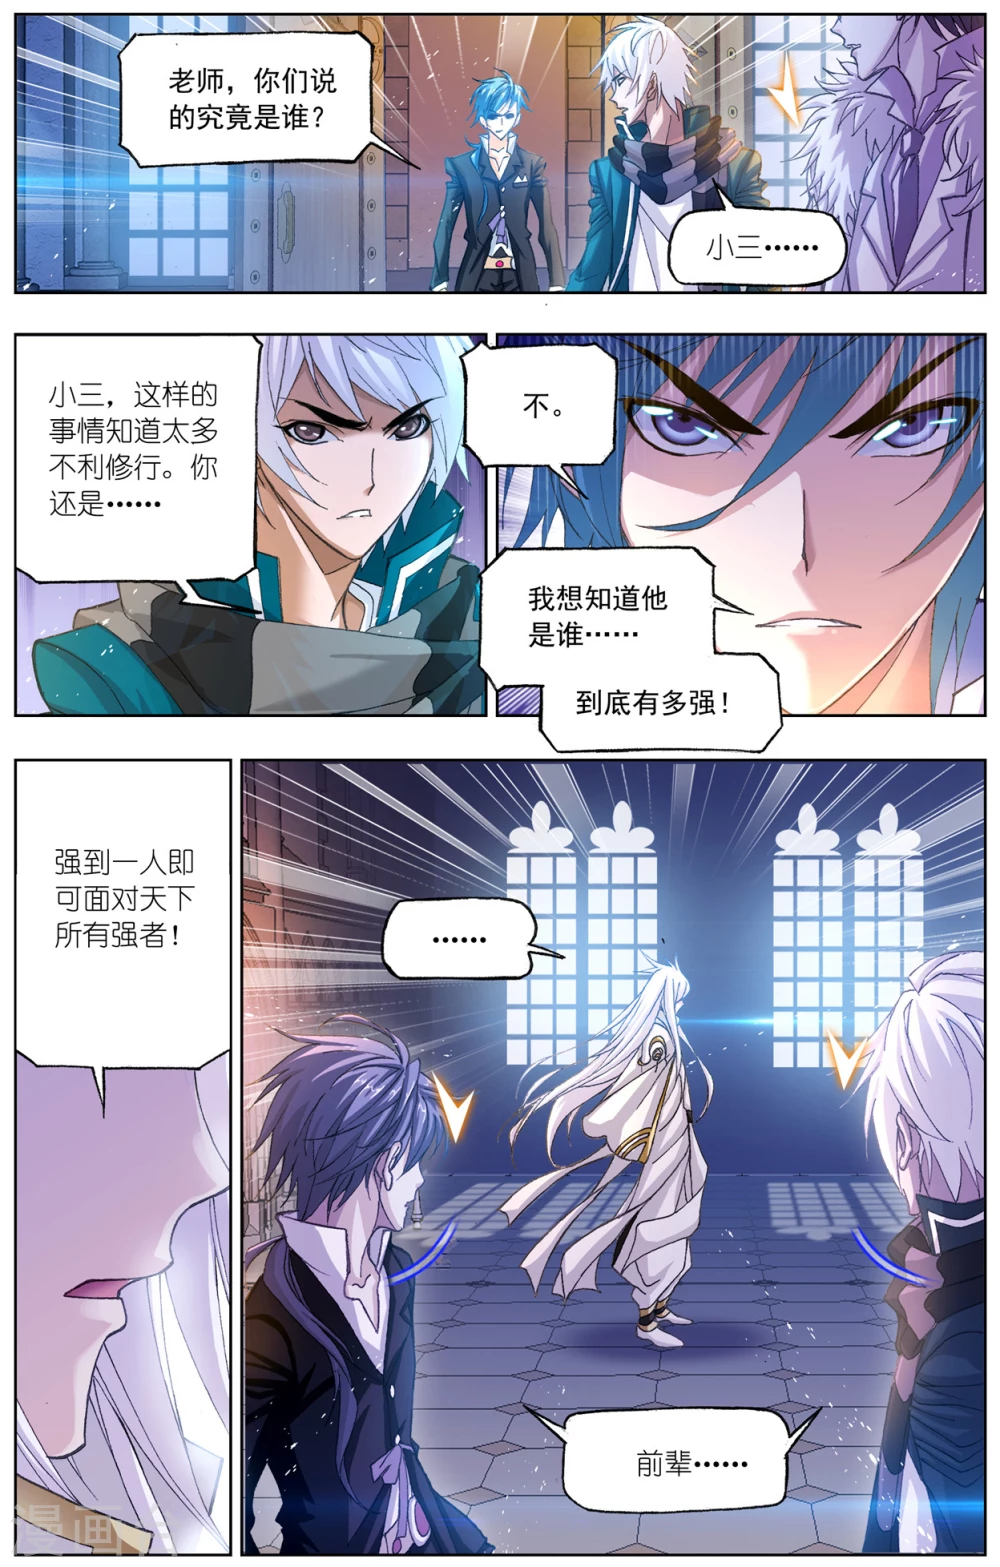 老师，你们说
的究竟是谁？
小三……
小三，这样的
事情知道太多
不利修行。你
还是……
不。
我想知道他
是谁……
到底有多强！
强到一人即
可面对天下
所有强者！
……
前辈……